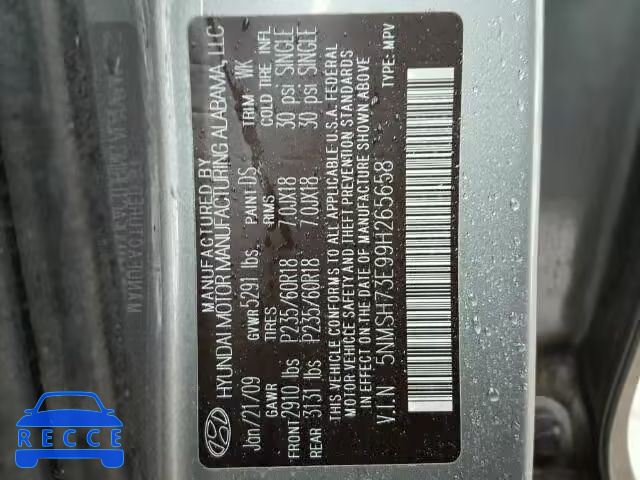 MANUFACTURED BY
HYUNDAI MOTOR MANUFACTURING ALABAMA, LLC
Jan/21/09 GVWR 5291 lbs PAINT: DS TRIM WK
GAWR TIRES RIMS COLD TIRE INFL
FRONT 2910 lbs P235/60R18 7.0JX18 30 psi SINGLE
REAR 3131 lbs P235/60R18 7.0JX18 30 psi SINGLE
THIS VEHICLE CONFORMS TO ALL APPLICABLE U.S.A. FEDERAL
MOTOR VEHICLE SAFETY AND THEFT PREVENTION STANDARDS
IN EFFECT ON THE DATE OF MANUFACTURE SHOWN ABOVE
V.I.N 5NMSH73E99H265658 TYPE: MPV
RECCE